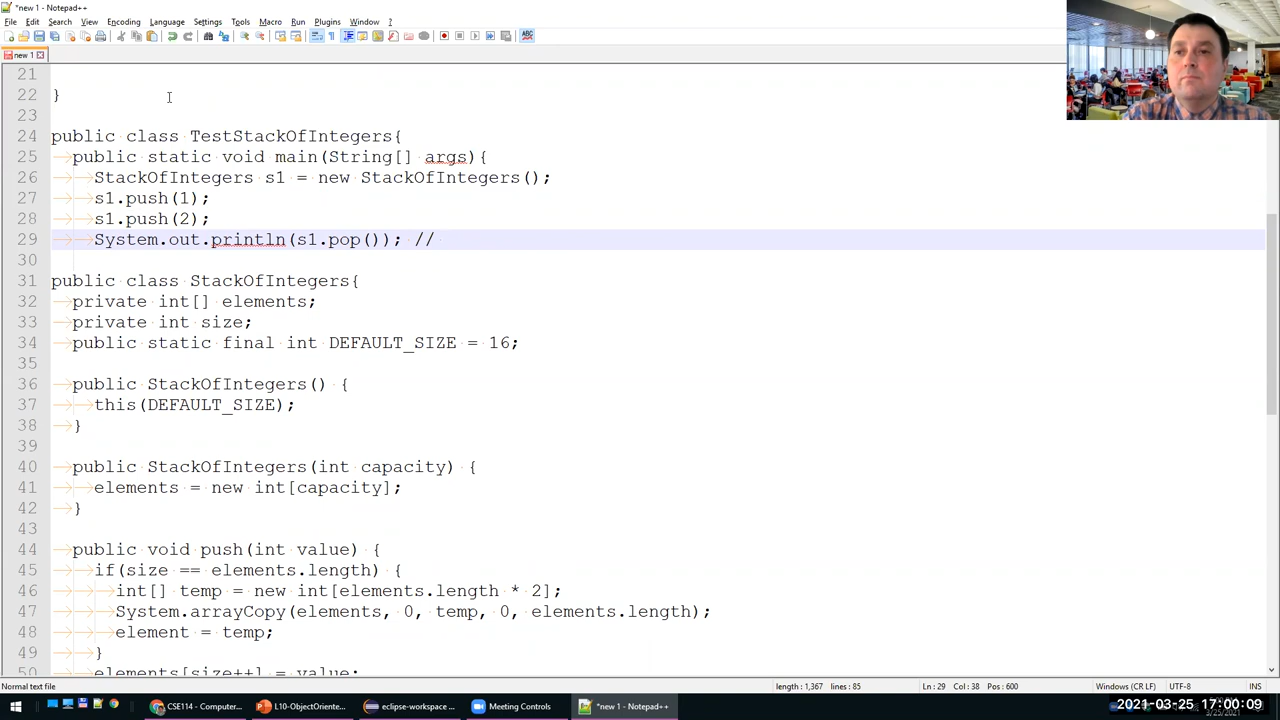 *new 1 - Notepad++
File Edit Search View Encoding Language Settings Tools Macro Run Plugins Window ?
new 1
21
22 }
23
24 public class TestStackOfIntegers{
25 public static void main(String[] args){
26 StackOfIntegers s1 = new StackOfIntegers();
27 s1.push(1);
28 s1.push(2);
29 System.out.println(s1.pop()); //
30
31 public class StackOfIntegers{
32 private int[] elements;
33 private int size;
34 public static final int DEFAULT_SIZE = 16;
35
36 public StackOfIntegers() {
37 this(DEFAULT_SIZE);
38 }
39
40 public StackOfIntegers(int capacity) {
41 elements = new int[capacity];
42 }
43
44 public void push(int value) {
45 if(size == elements.length) {
46 int[] temp = new int[elements.length * 2];
47 System.arrayCopy(elements, 0, temp, 0, elements.length);
48 element = temp;
49 }
50 elements[size++] = value;
Normal text file length : 1,367 lines : 85 Ln : 29 Col : 38 Pos : 600 Windows (CR LF) UTF-8 INS
CSE114 - Computer... L10-ObjectOriente... eclipse-workspace ... Meeting Controls *new 1 - Notepad++ 2021-03-25 17:00:09